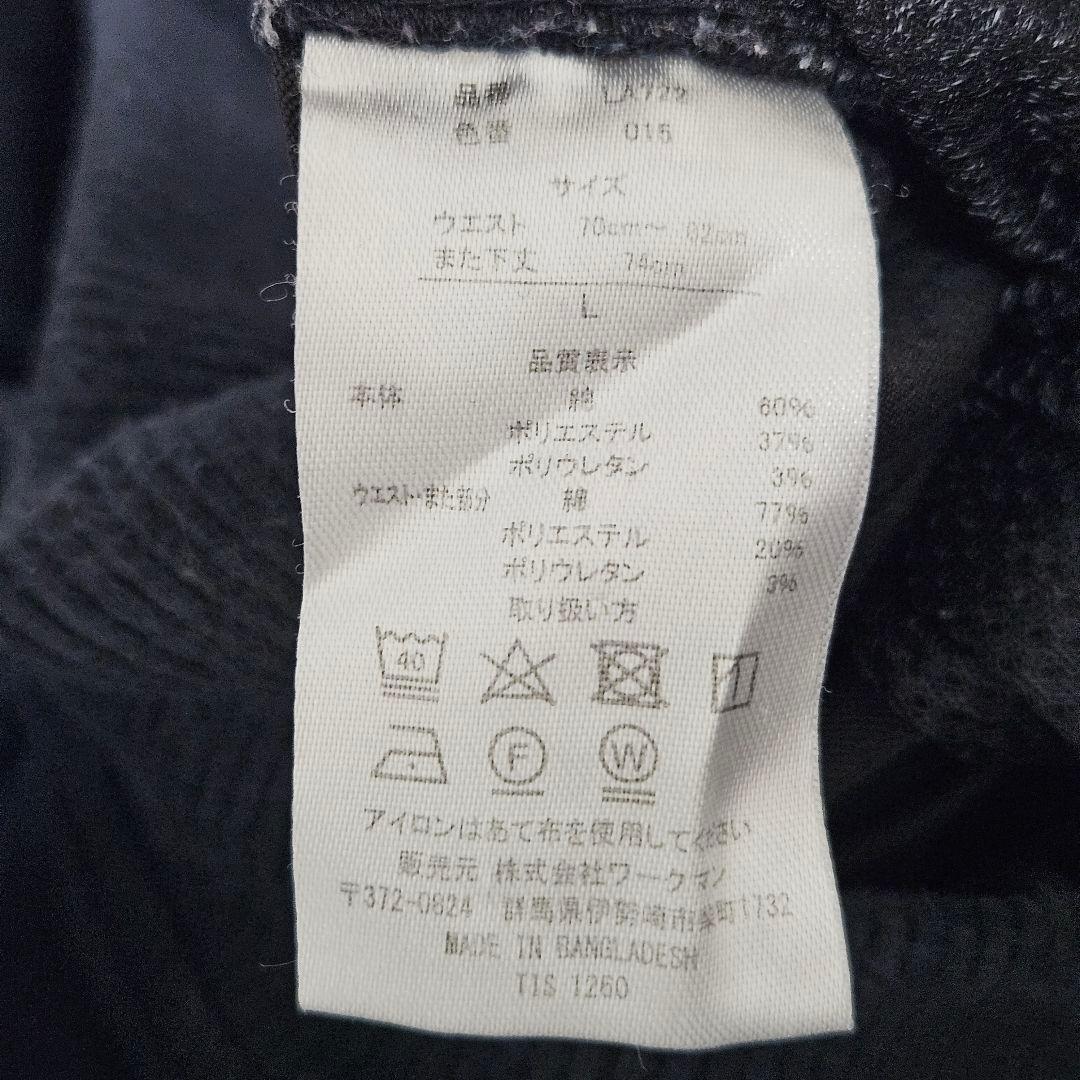 品種
色番 015
サイズ
ウエスト 70cm～ 82cm
また下丈 74cm
L
品質表示
本体 綿 60%
ポリエステル 37%
ポリウレタン 3%
ウエスト・また部分 綿 77%
ポリエステル 20%
ポリウレタン 3%
取り扱い方
40
1
F
W
アイロンはあて布を使用してください
販売元 株式会社ワークマン
〒372-0824 群馬県伊勢崎市柴町1732
MADE IN BANGLADESH
TIS 1260